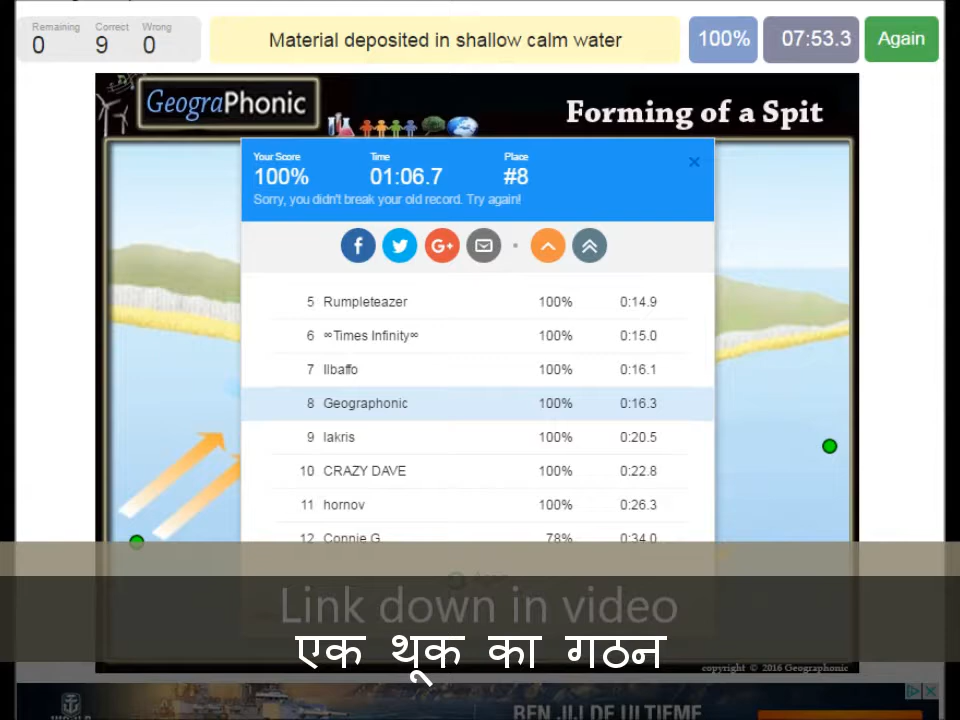 Remaining Correct Wrong
0 9 0
Material deposited in shallow calm water
100%
07:53.3
Again
GeograPhonic
Forming of a Spit
Your Score Time Place
100% 01:06.7 #8
Sorry, you didn't break your old record. Try again!
5 Rumpleteazer 100% 0:14.9
6 ∞Times Infinity∞ 100% 0:15.0
7 Ilbaffo 100% 0:16.1
8 Geographonic 100% 0:16.3
9 lakris 100% 0:20.5
10 CRAZY DAVE 100% 0:22.8
11 hornov 100% 0:26.3
12 Connie G 78% 0:34.0
Link down in video
एक थूक का गठन
copyright © 2016 Geographonic